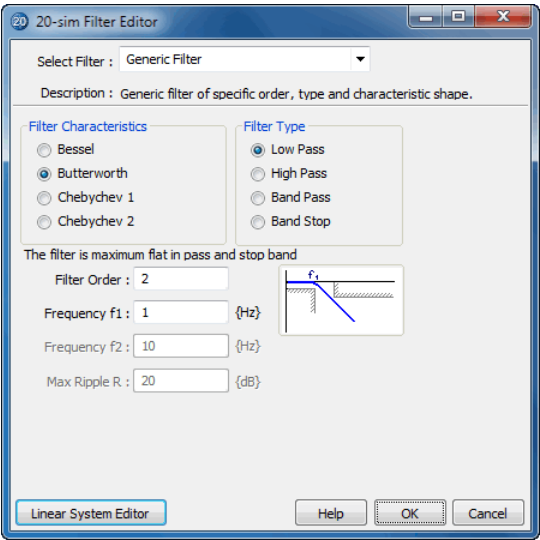 20 20-sim Filter Editor
Select Filter : Generic Filter
Description : Generic filter of specific order, type and characteristic shape.
Filter Characteristics Filter Type
Bessel Low Pass
Butterworth High Pass
Chebychev 1 Band Pass
Chebychev 2 Band Stop
The filter is maximum flat in pass and stop band
Filter Order : 2
f1
Frequency f1 : 1 {Hz}
Frequency f2 : 10 {Hz}
Max Ripple R : 20 {dB}
Linear System Editor Help OK Cancel